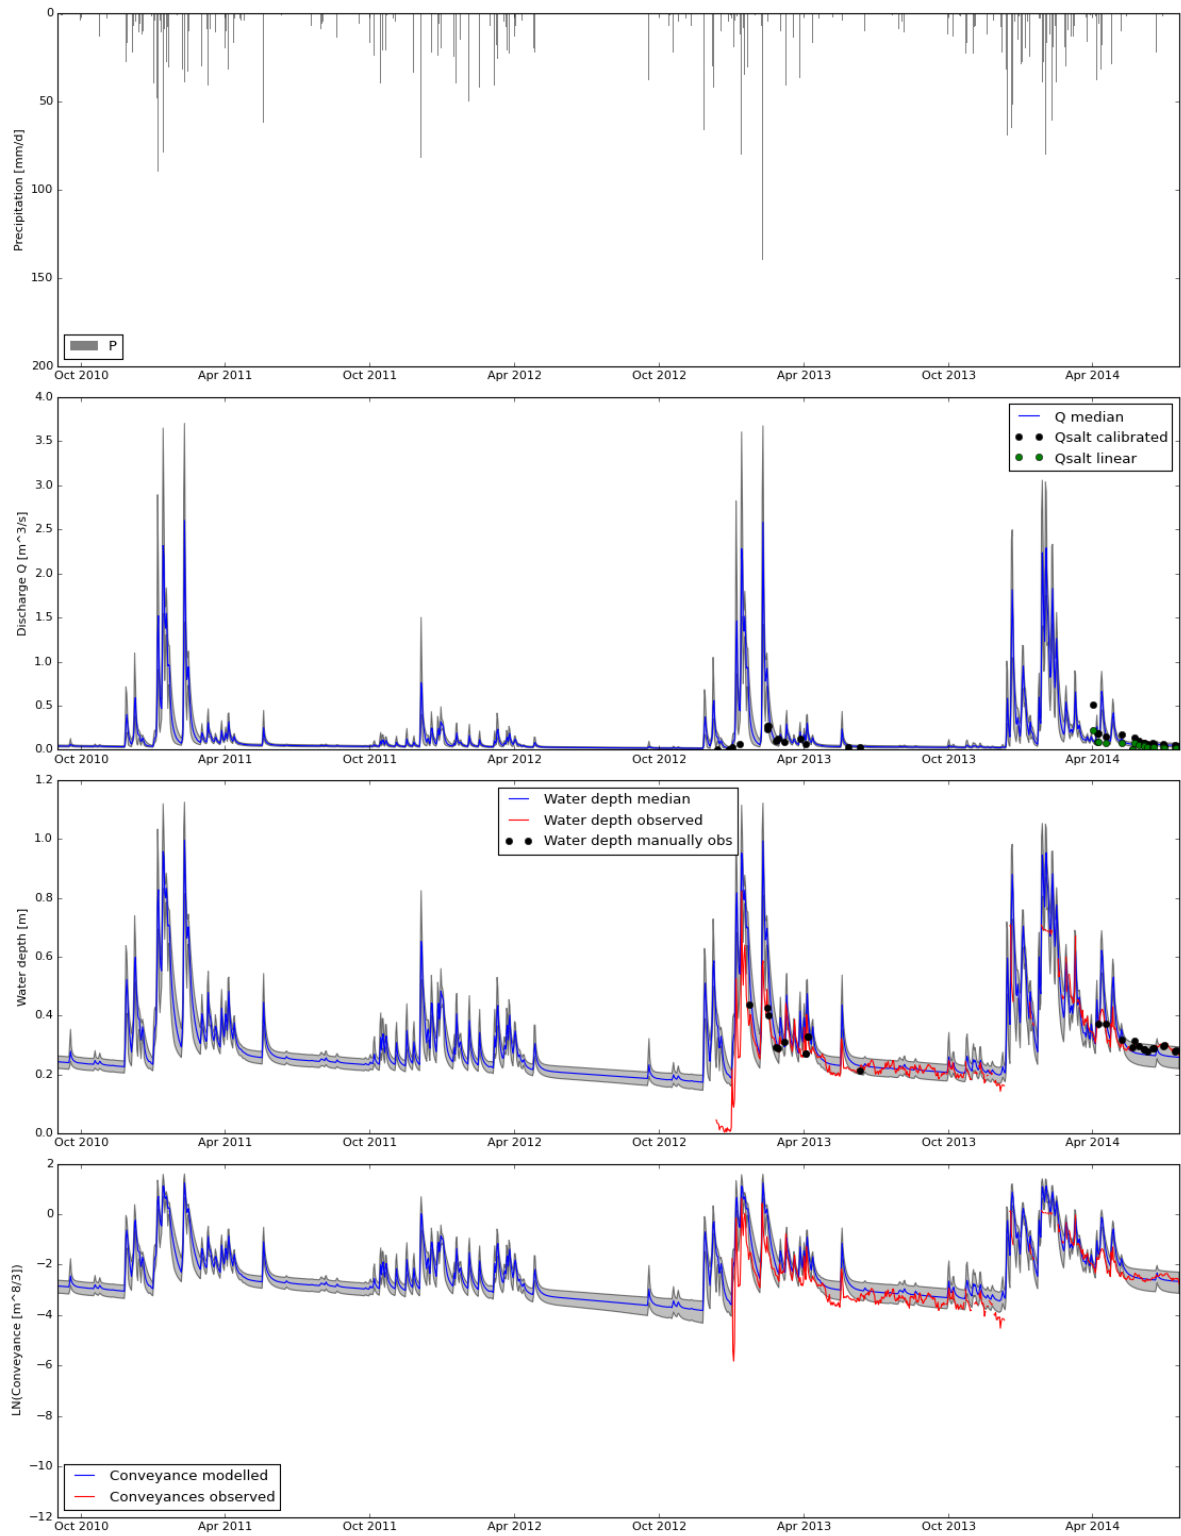 0
50
100
150
200
Precipitation [mm/d]
P
Oct 2010 Apr 2011 Oct 2011 Apr 2012 Oct 2012 Apr 2013 Oct 2013 Apr 2014
4.0
3.5
3.0
2.5
2.0
1.5
1.0
0.5
0.0
Discharge Q [m^3/s]
Q median
Qsalt calibrated
Qsalt linear
Oct 2010 Apr 2011 Oct 2011 Apr 2012 Oct 2012 Apr 2013 Oct 2013 Apr 2014
1.2
1.0
0.8
0.6
0.4
0.2
0.0
Water depth [m]
Water depth median
Water depth observed
Water depth manually obs
Oct 2010 Apr 2011 Oct 2011 Apr 2012 Oct 2012 Apr 2013 Oct 2013 Apr 2014
2
0
−2
−4
−6
−8
−10
−12
LN(Conveyance [m^8/3])
Conveyance modelled
Conveyances observed
Oct 2010 Apr 2011 Oct 2011 Apr 2012 Oct 2012 Apr 2013 Oct 2013 Apr 2014